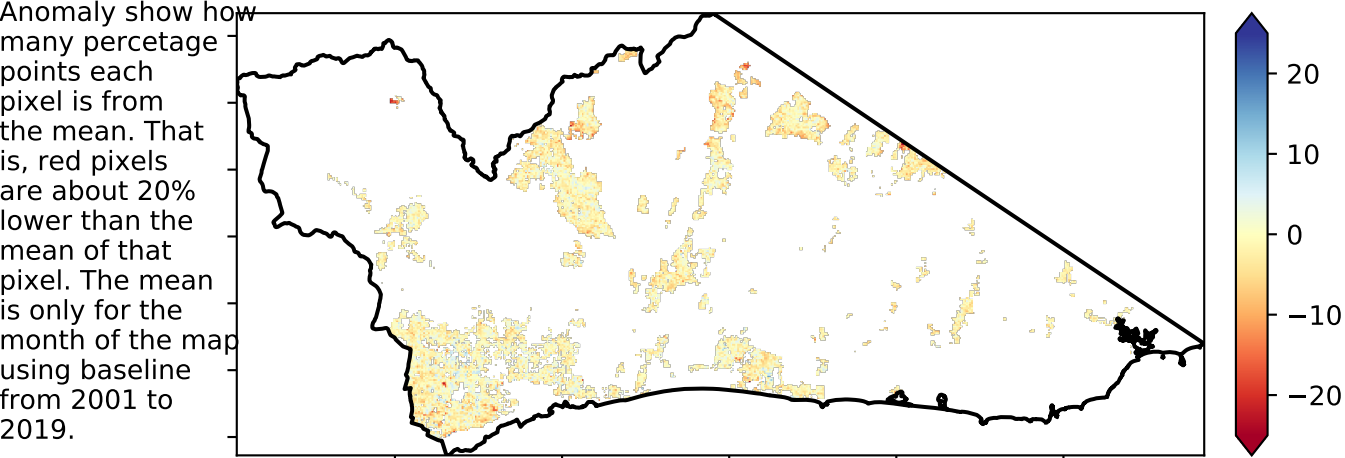 Anomaly show how
many percetage
points each
pixel is from
the mean. That
is, red pixels
are about 20%
lower than the
mean of that
pixel. The mean
is only for the
month of the map
using baseline
from 2001 to
2019.
20
10
0
−10
−20